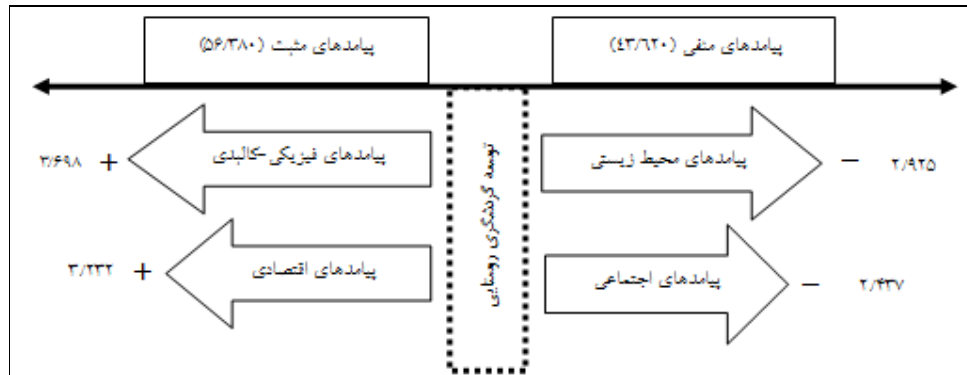 پیامدهای منفی (۴۳/۶۲۰)
پیامدهای مثبت (۵۶/۳۸۰)
۲/۹۲۵
−
پیامدهای محیط زیستی
پیامدهای فیزیکی-کالبدی
+
۳/۶۹۸
توسعه گردشگری روستایی
۲/۴۳۷
−
پیامدهای اجتماعی
پیامدهای اقتصادی
+
۳/۲۳۲